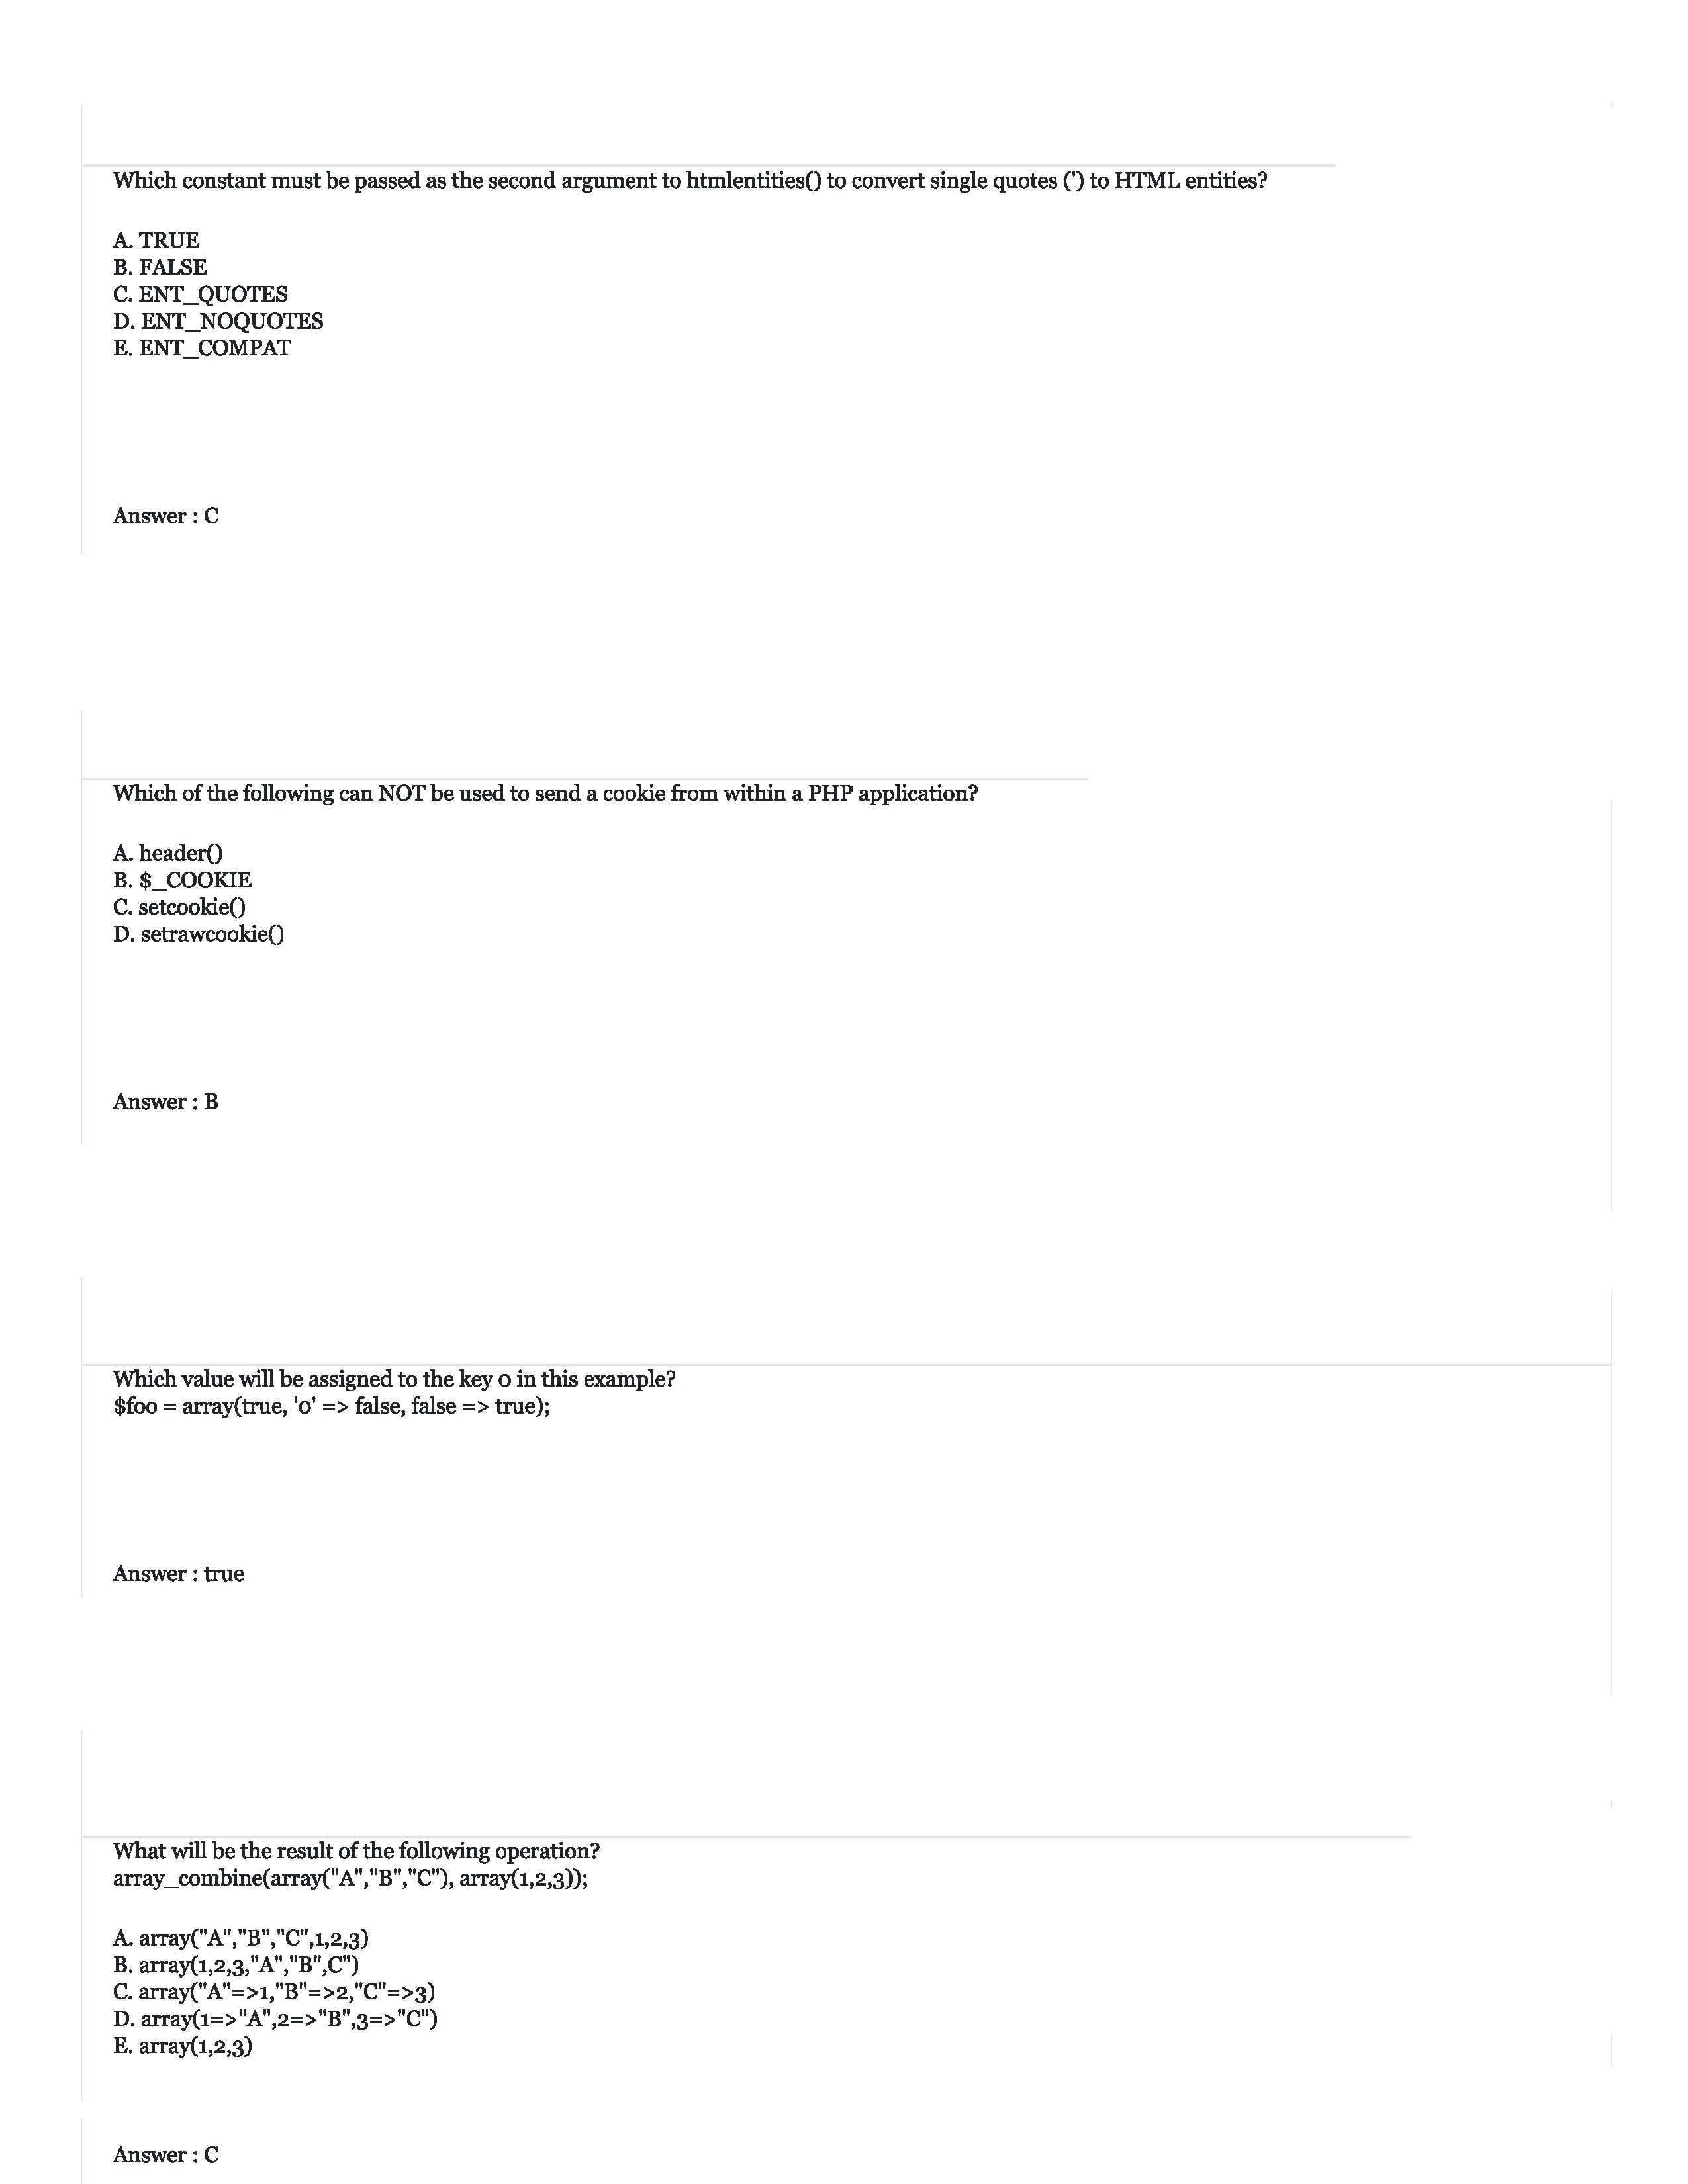 Which constant must be passed as the second argument to htmlentities() to convert single quotes (') to HTML entities?
A. TRUE
B. FALSE
C. ENT_QUOTES
D. ENT_NOQUOTES
E. ENT_COMPAT
Answer : C
Which of the following can NOT be used to send a cookie from within a PHP application?
A. header()
B. $_COOKIE
C. setcookie()
D. setrawcookie()
Answer : B
Which value will be assigned to the key 0 in this example?
$foo = array(true, '0' => false, false => true);
Answer : true
What will be the result of the following operation?
array_combine(array("A","B","C"), array(1,2,3));
A. array("A","B","C",1,2,3)
B. array(1,2,3,"A","B",C")
C. array("A"=>1,"B"=>2,"C"=>3)
D. array(1=>"A",2=>"B",3=>"C")
E. array(1,2,3)
Answer : C